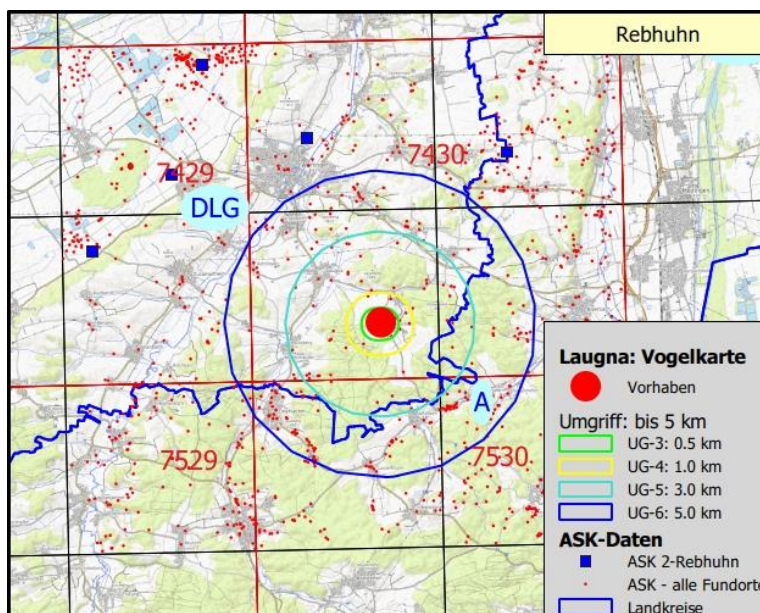 Rebhuhn
7429
7430
DLG
A
7529
7530
Laugna: Vogelkarte
Vorhaben
Umgriff: bis 5 km
UG-3: 0.5 km
UG-4: 1.0 km
UG-5: 3.0 km
UG-6: 5.0 km
ASK-Daten
ASK 2-Rebhuhn
ASK - alle Fundorte
Landkreise